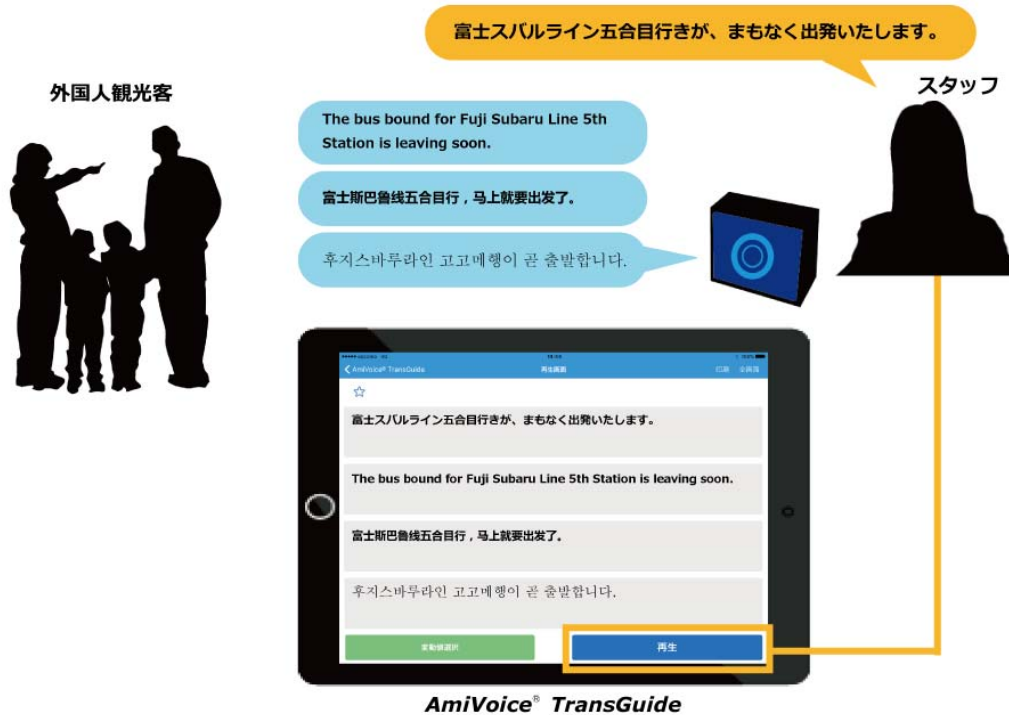 富士スバルライン五合目行きが、まもなく出発いたします。
スタッフ
外国人観光客
The bus bound for Fuji Subaru Line 5th
Station is leaving soon.
富士斯巴鲁线五合目行，马上就要出发了。
후지스바루라인 고고메행이 곧 출발합니다.
AmiVoice® TransGuide
再生画面
全画面
富士スバルライン五合目行きが、まもなく出発いたします。
The bus bound for Fuji Subaru Line 5th Station is leaving soon.
富士斯巴鲁线五合目行，马上就要出发了。
후지스바루라인 고고메행이 곧 출발합니다.
変動値選択
再生
AmiVoice® TransGuide